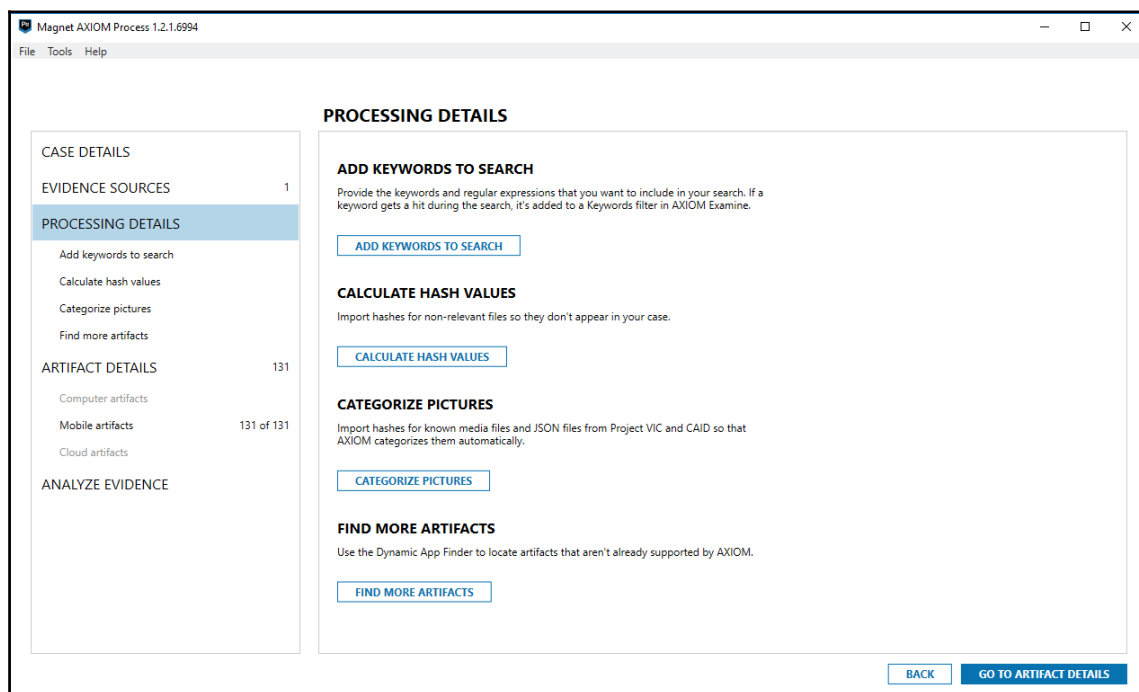 Magnet AXIOM Process 1.2.1.6994
File Tools Help
PROCESSING DETAILS
CASE DETAILS
EVIDENCE SOURCES 1
PROCESSING DETAILS
Add keywords to search
Calculate hash values
Categorize pictures
Find more artifacts
ARTIFACT DETAILS 131
Computer artifacts
Mobile artifacts 131 of 131
Cloud artifacts
ANALYZE EVIDENCE
ADD KEYWORDS TO SEARCH
Provide the keywords and regular expressions that you want to include in your search. If a
keyword gets a hit during the search, it's added to a Keywords filter in AXIOM Examine.
ADD KEYWORDS TO SEARCH
CALCULATE HASH VALUES
Import hashes for non-relevant files so they don't appear in your case.
CALCULATE HASH VALUES
CATEGORIZE PICTURES
Import hashes for known media files and JSON files from Project VIC and CAID so that
AXIOM categorizes them automatically.
CATEGORIZE PICTURES
FIND MORE ARTIFACTS
Use the Dynamic App Finder to locate artifacts that aren't already supported by AXIOM.
FIND MORE ARTIFACTS
BACK
GO TO ARTIFACT DETAILS